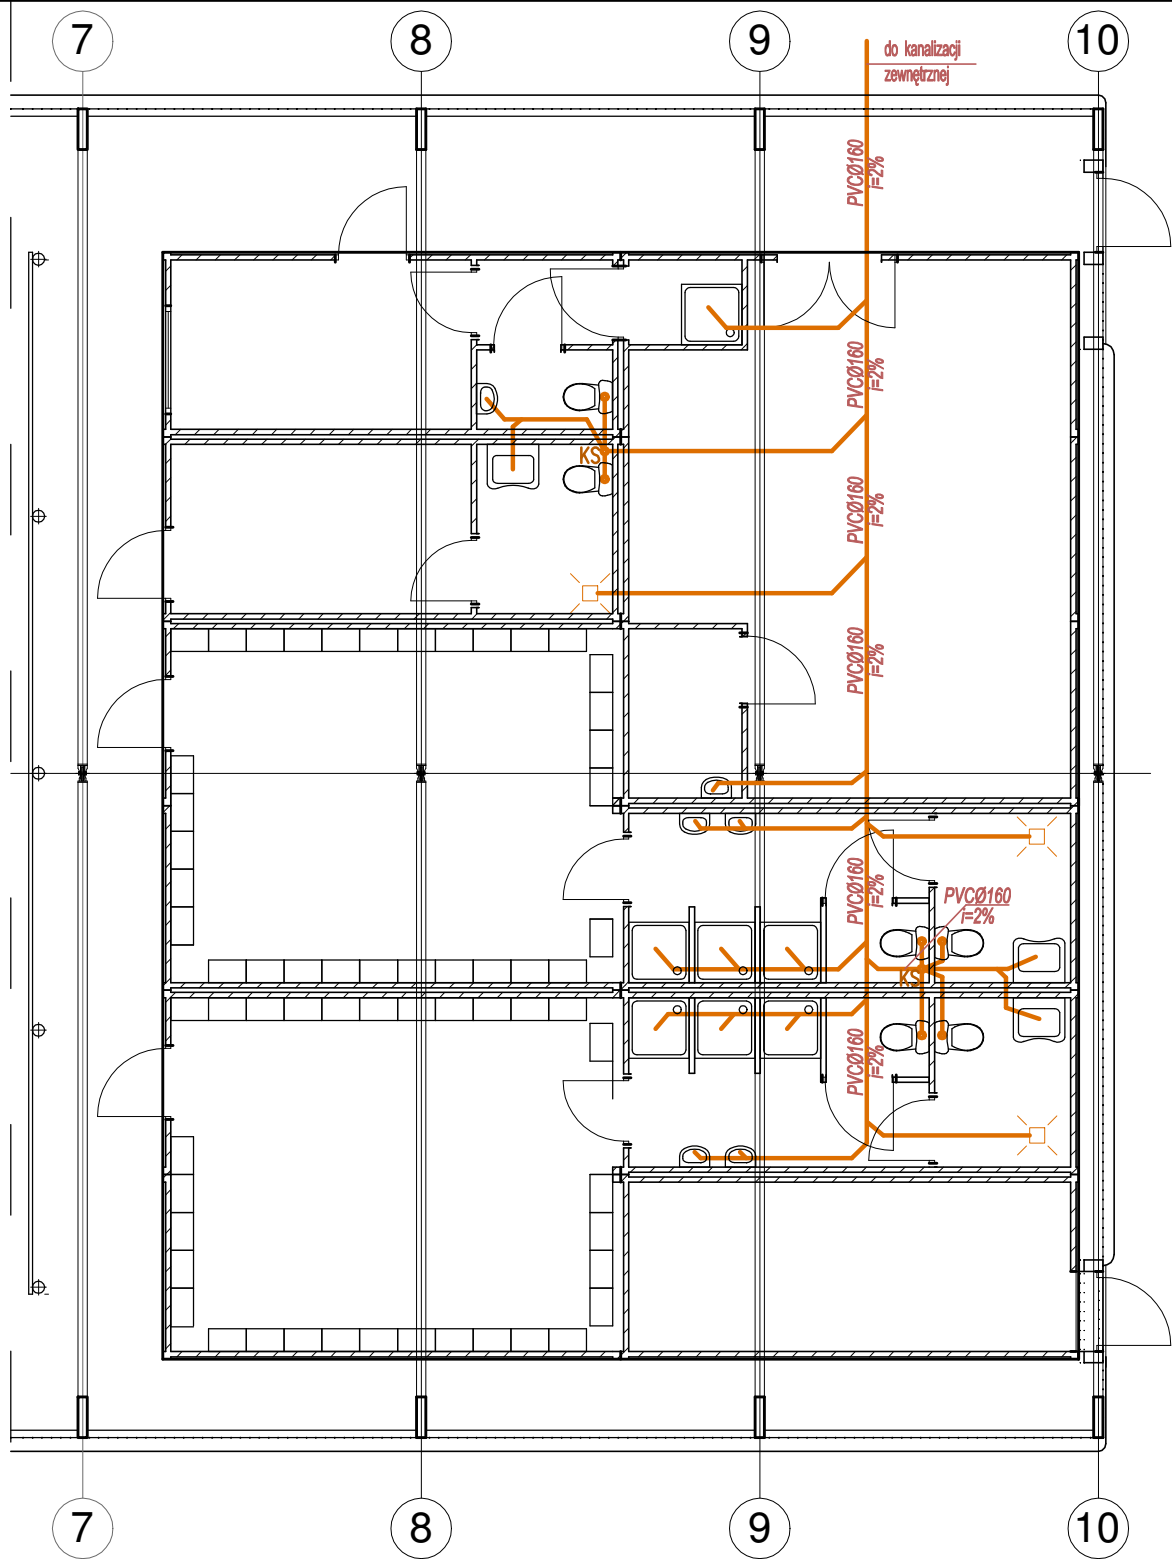 7
8
9
10
do kanalizacji
zewnętrznej
PVCØ160
i=2%
PVCØ160
i=2%
KS
PVCØ160
i=2%
PVCØ160
i=2%
PVCØ160
i=2%
PVCØ160
i=2%
KS
PVCØ160
i=2%
7
8
9
10